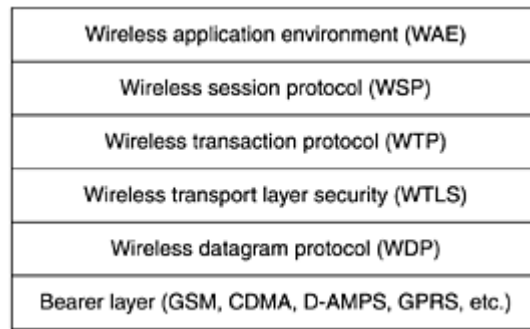 Wireless application environment (WAE)
Wireless session protocol (WSP)
Wireless transaction protocol (WTP)
Wireless transport layer security (WTLS)
Wireless datagram protocol (WDP)
Bearer layer (GSM, CDMA, D-AMPS, GPRS, etc.)